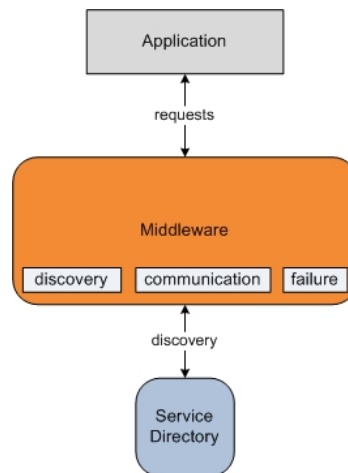 Application
requests
Middleware
discovery
communication
failure
discovery
Service
Directory